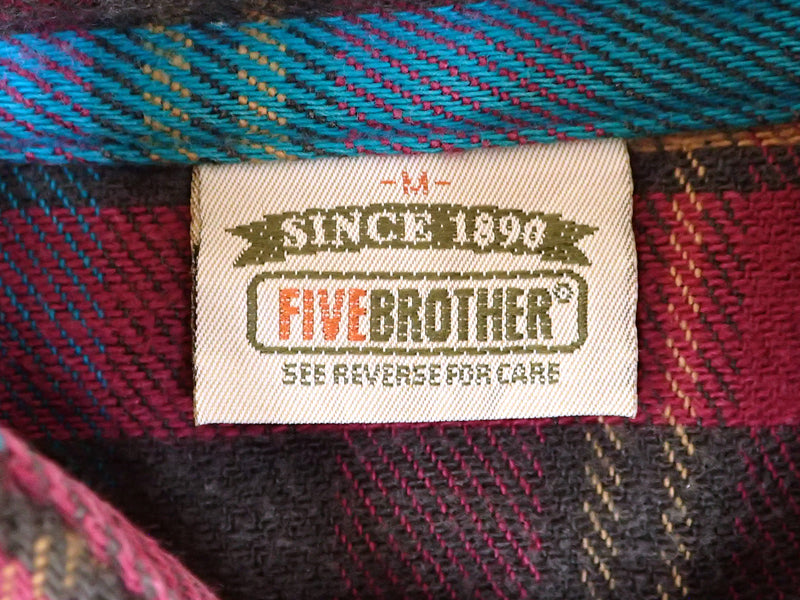 -M-
SINCE 1890
FIVEBROTHER®
SEE REVERSE FOR CARE